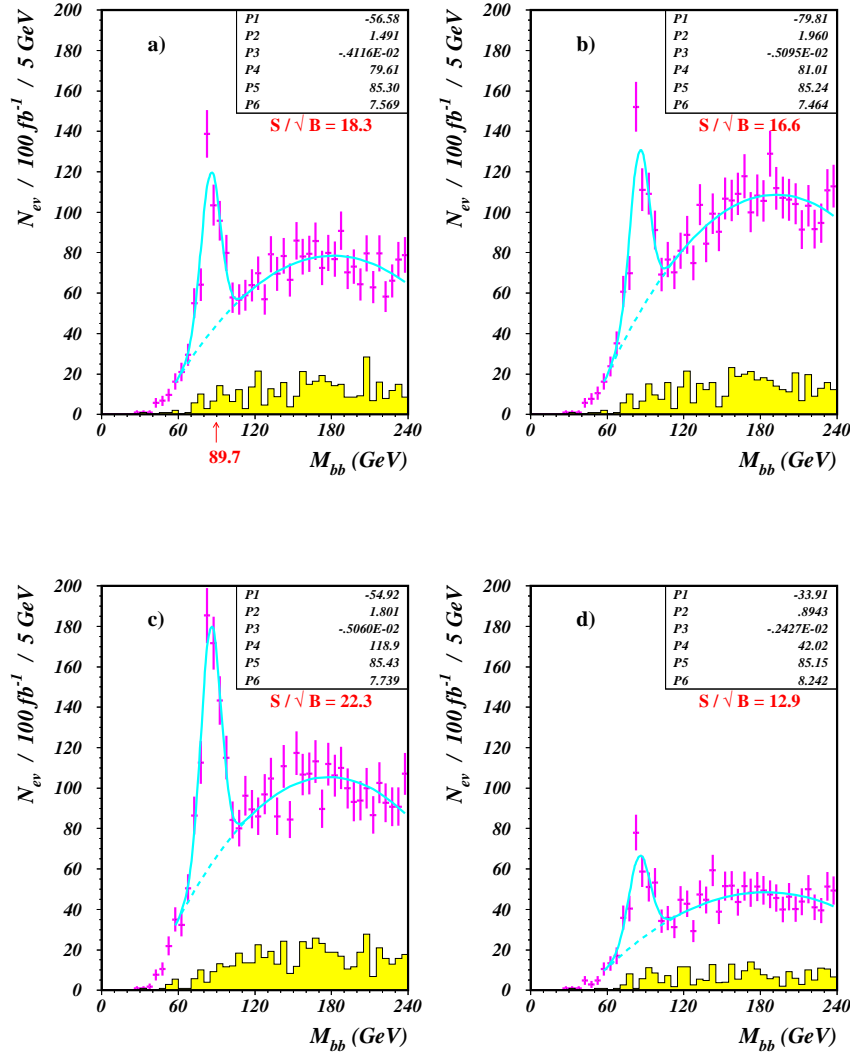 a)
P1 -56.58
P2 1.491
P3 -.4116E-02
P4 79.61
P5 85.30
P6 7.569
S / √ B = 18.3
N_ev / 100 fb^-1 / 5 GeV
200
180
160
140
120
100
80
60
40
20
0
0 60 120 180 240
89.7
M_bb (GeV)
b)
P1 -79.81
P2 1.960
P3 -.5095E-02
P4 81.01
P5 85.24
P6 7.464
S / √ B = 16.6
N_ev / 100 fb^-1 / 5 GeV
200
180
160
140
120
100
80
60
40
20
0
0 60 120 180 240
M_bb (GeV)
c)
P1 -54.92
P2 1.801
P3 -.5060E-02
P4 118.9
P5 85.43
P6 7.739
S / √ B = 22.3
N_ev / 100 fb^-1 / 5 GeV
200
180
160
140
120
100
80
60
40
20
0
0 60 120 180 240
M_bb (GeV)
d)
P1 -33.91
P2 .8943
P3 -.2427E-02
P4 42.02
P5 85.15
P6 8.242
S / √ B = 12.9
N_ev / 100 fb^-1 / 5 GeV
200
180
160
140
120
100
80
60
40
20
0
0 60 120 180 240
M_bb (GeV)